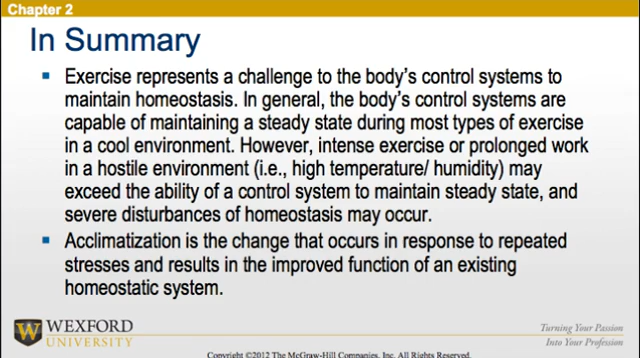 Chapter 2
In Summary
Exercise represents a challenge to the body's control systems to
maintain homeostasis. In general, the body's control systems are
capable of maintaining a steady state during most types of exercise
in a cool environment. However, intense exercise or prolonged work
in a hostile environment (i.e., high temperature/ humidity) may
exceed the ability of a control system to maintain steady state, and
severe disturbances of homeostasis may occur.
Acclimatization is the change that occurs in response to repeated
stresses and results in the improved function of an existing
homeostatic system.
WEXFORD
UNIVERSITY
Turning Your Passion
Into Your Profession
Copyright ©2012 The McGraw-Hill Companies, Inc. All Rights Reserved.